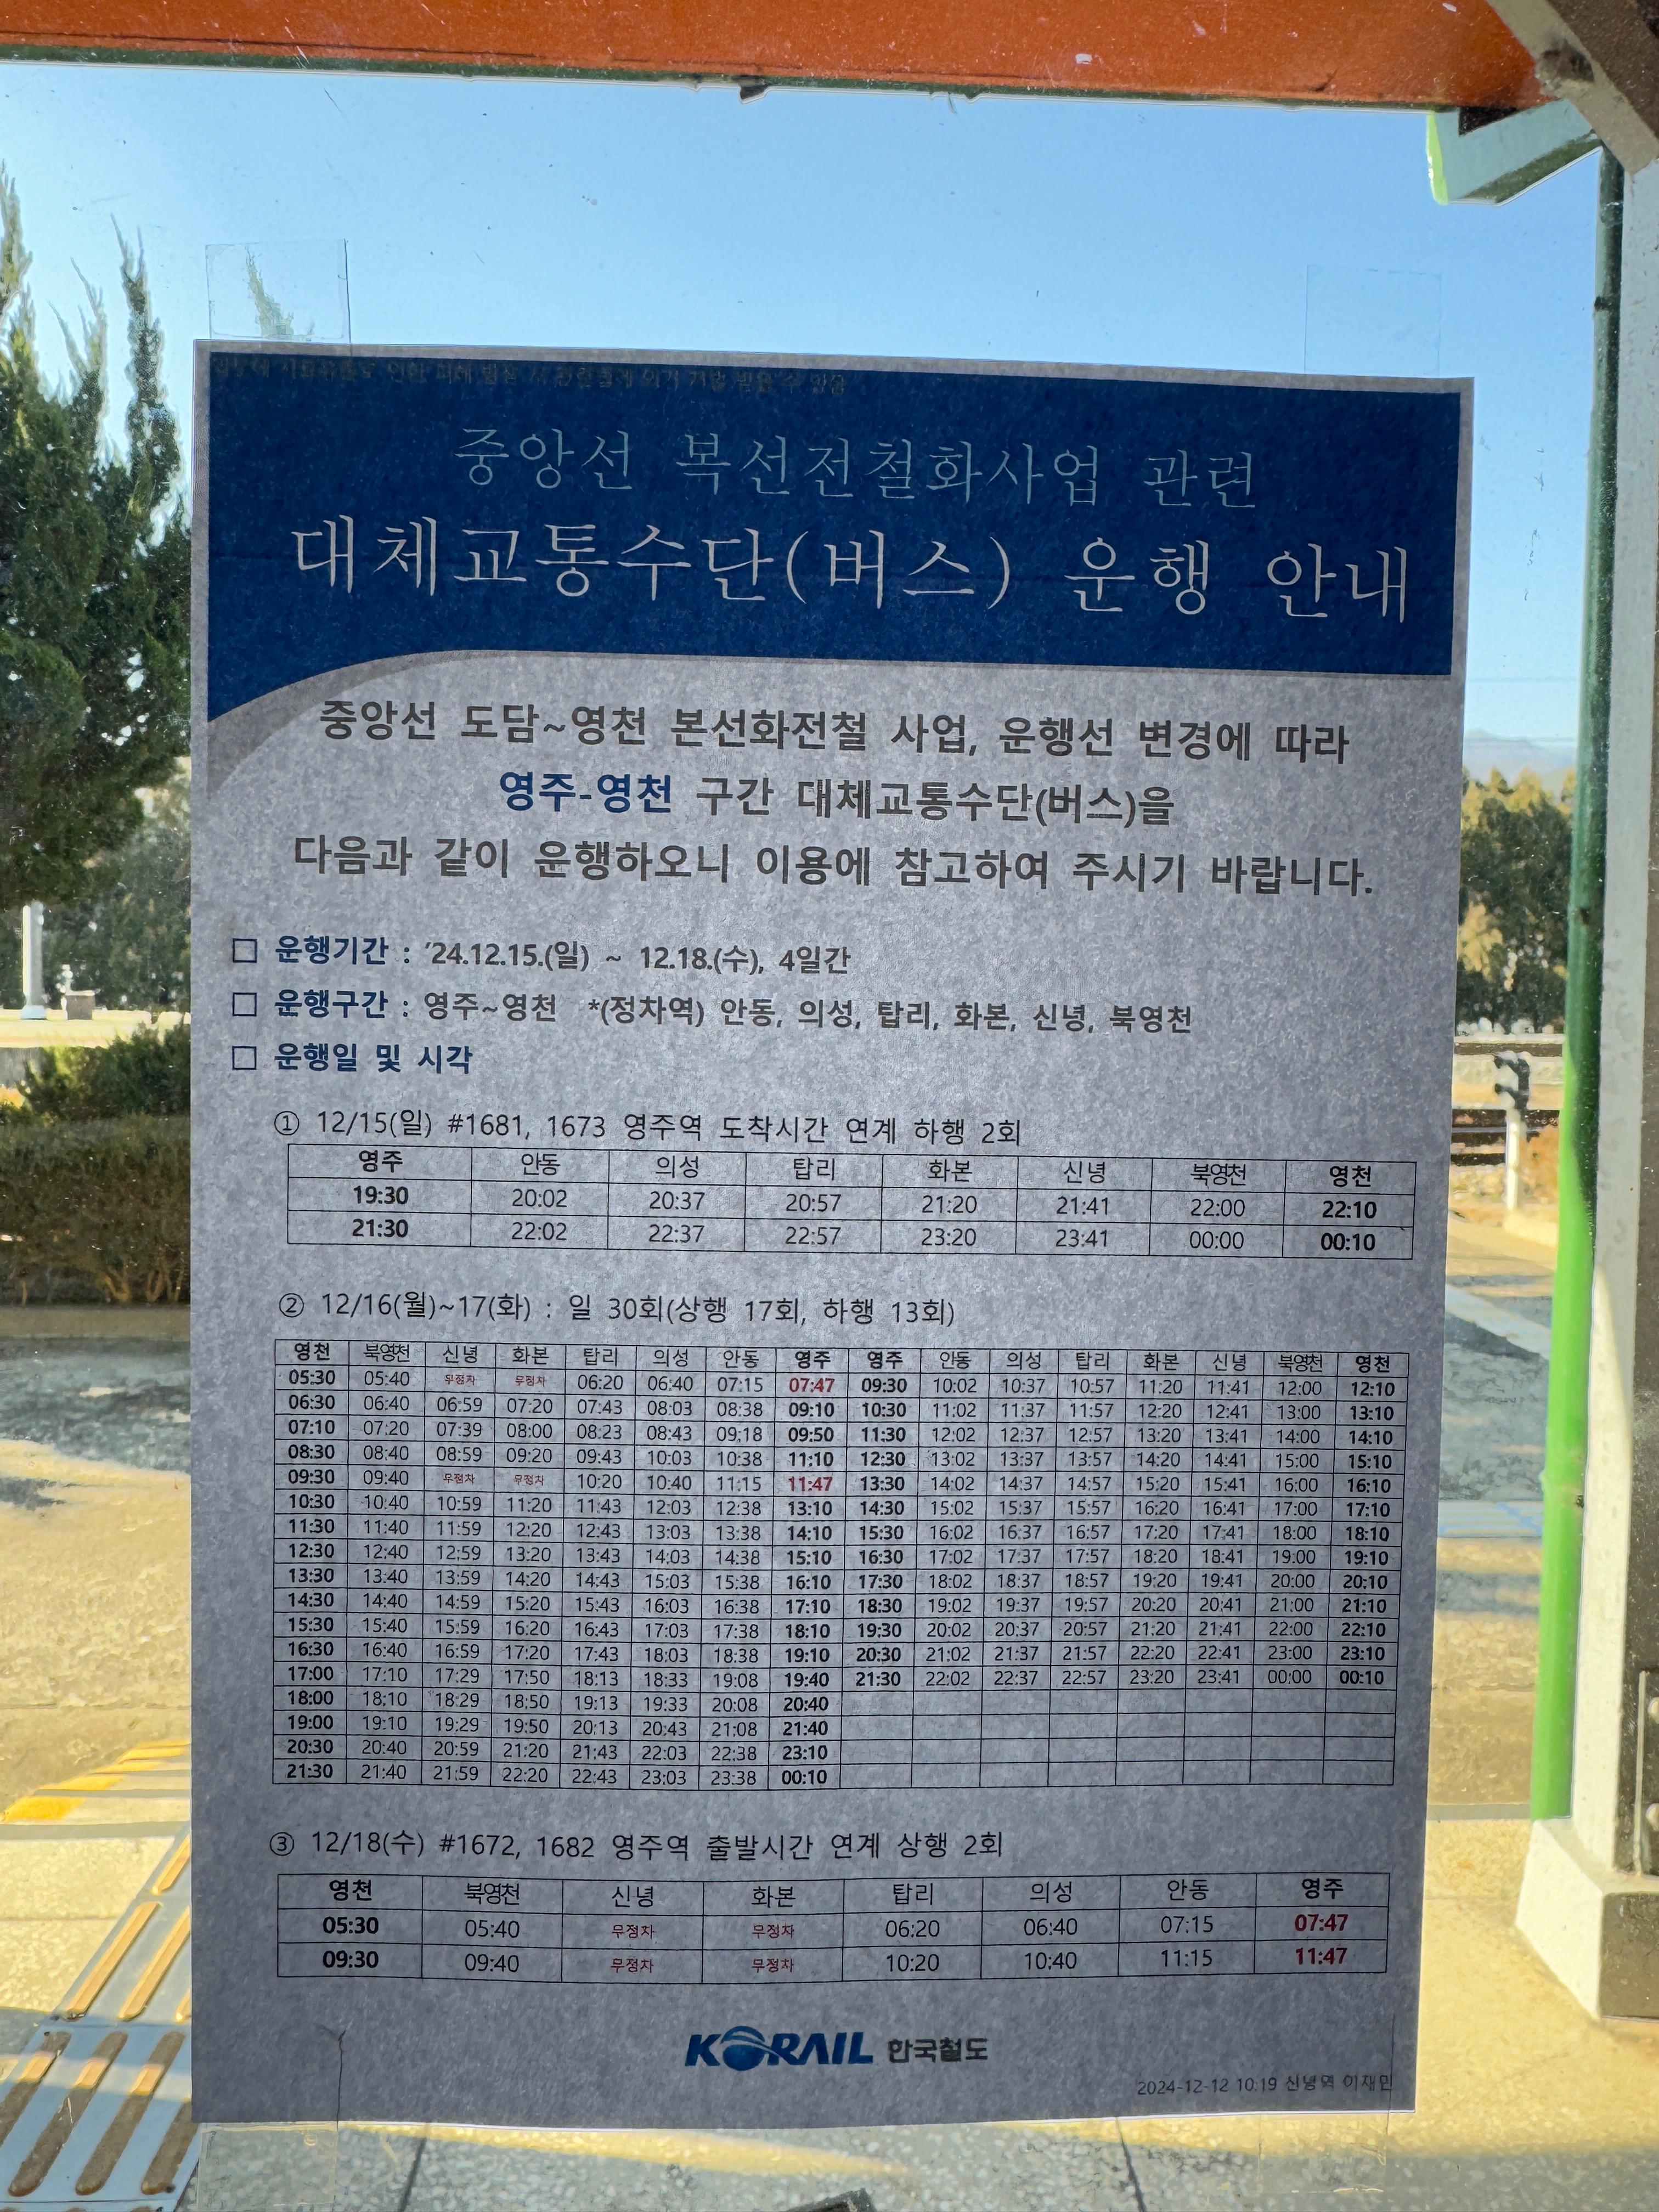 인한 피해 발생 시 관련법에 의거 처벌 받을 수 있음
중앙선 복선전철화사업 관련
대체교통수단(버스) 운행 안내
중앙선 도담~영천 본선화전철 사업, 운행선 변경에 따라
영주-영천 구간 대체교통수단(버스)을
다음과 같이 운행하오니 이용에 참고하여 주시기 바랍니다.
□ 운행기간 : '24.12.15.(일) ~ 12.18.(수), 4일간
□ 운행구간 : 영주~영천 *(정차역) 안동, 의성, 탑리, 화본, 신녕, 북영천
□ 운행일 및 시각
① 12/15(일) #1681, 1673 영주역 도착시간 연계 하행 2회
영주 안동 의성 탑리 화본 신녕 북영천 영천
19:30 20:02 20:37 20:57 21:20 21:41 22:00 22:10
21:30 22:02 22:37 22:57 23:20 23:41 00:00 00:10
② 12/16(월)~17(화) : 일 30회(상행 17회, 하행 13회)
영천 북영천 신녕 화본 탑리 의성 안동 영주 영주 안동 의성 탑리 화본 신녕 북영천 영천
05:30 05:40 무정차 무정차 06:20 06:40 07:15 07:47 09:30 10:02 10:37 10:57 11:20 11:41 12:00 12:10
06:30 06:40 06:59 07:20 07:43 08:03 08:38 09:10 10:30 11:02 11:37 11:57 12:20 12:41 13:00 13:10
07:10 07:20 07:39 08:00 08:23 08:43 09:18 09:50 11:30 12:02 12:37 12:57 13:20 13:41 14:00 14:10
08:30 08:40 08:59 09:20 09:43 10:03 10:38 11:10 12:30 13:02 13:37 13:57 14:20 14:41 15:00 15:10
09:30 09:40 무정차 무정차 10:20 10:40 11:15 11:47 13:30 14:02 14:37 14:57 15:20 15:41 16:00 16:10
10:30 10:40 10:59 11:20 11:43 12:03 12:38 13:10 14:30 15:02 15:37 15:57 16:20 16:41 17:00 17:10
11:30 11:40 11:59 12:20 12:43 13:03 13:38 14:10 15:30 16:02 16:37 16:57 17:20 17:41 18:00 18:10
12:30 12:40 12:59 13:20 13:43 14:03 14:38 15:10 16:30 17:02 17:37 17:57 18:20 18:41 19:00 19:10
13:30 13:40 13:59 14:20 14:43 15:03 15:38 16:10 17:30 18:02 18:37 18:57 19:20 19:41 20:00 20:10
14:30 14:40 14:59 15:20 15:43 16:03 16:38 17:10 18:30 19:02 19:37 19:57 20:20 20:41 21:00 21:10
15:30 15:40 15:59 16:20 16:43 17:03 17:38 18:10 19:30 20:02 20:37 20:57 21:20 21:41 22:00 22:10
16:30 16:40 16:59 17:20 17:43 18:03 18:38 19:10 20:30 21:02 21:37 21:57 22:20 22:41 23:00 23:10
17:00 17:10 17:29 17:50 18:13 18:33 19:08 19:40 21:30 22:02 22:37 22:57 23:20 23:41 00:00 00:10
18:00 18:10 18:29 18:50 19:13 19:33 20:08 20:40
19:00 19:10 19:29 19:50 20:13 20:43 21:08 21:40
20:30 20:40 20:59 21:20 21:43 22:03 22:38 23:10
21:30 21:40 21:59 22:20 22:43 23:03 23:38 00:10
③ 12/18(수) #1672, 1682 영주역 출발시간 연계 상행 2회
영천 북영천 신녕 화본 탑리 의성 안동 영주
05:30 05:40 무정차 무정차 06:20 06:40 07:15 07:47
09:30 09:40 무정차 무정차 10:20 10:40 11:15 11:47
KORAIL 한국철도
2024-12-12 10:19 신녕역 이재민